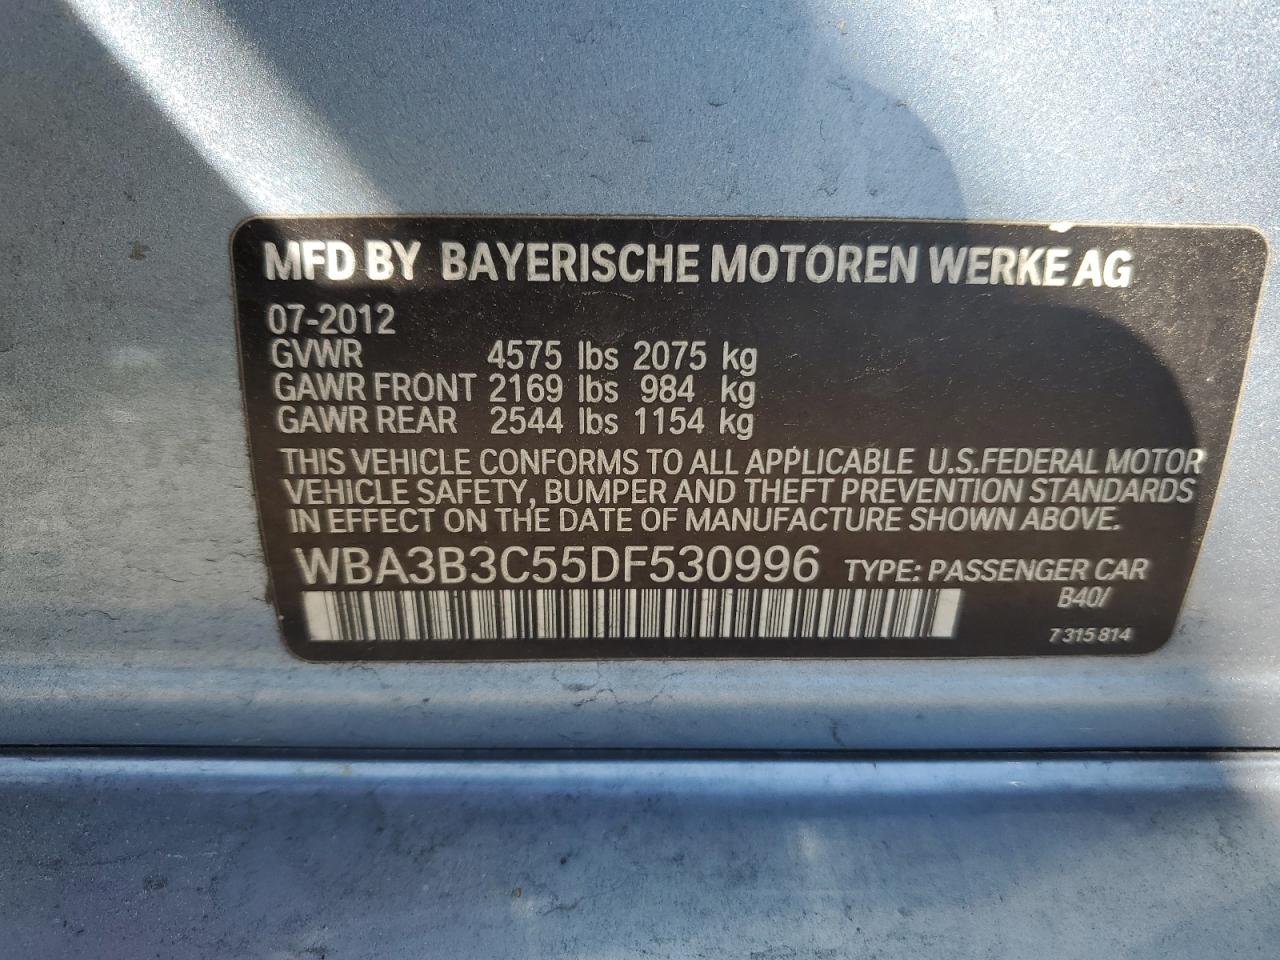 MFD BY BAYERISCHE MOTOREN WERKE AG
07-2012
GVWR 4575 lbs 2075 kg
GAWR FRONT 2169 lbs 984 kg
GAWR REAR 2544 lbs 1154 kg
THIS VEHICLE CONFORMS TO ALL APPLICABLE U.S.FEDERAL MOTOR
VEHICLE SAFETY, BUMPER AND THEFT PREVENTION STANDARDS
IN EFFECT ON THE DATE OF MANUFACTURE SHOWN ABOVE.
WBA3B3C55DF530996 TYPE: PASSENGER CAR
B40/
7 315 814